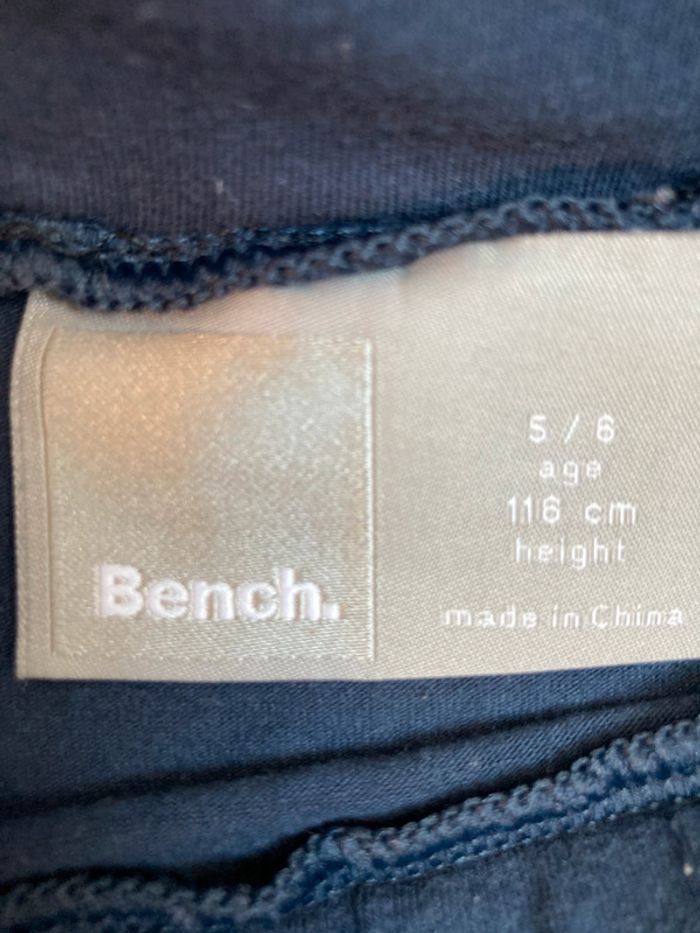 Bench.
5 / 6
age
116 cm
height
made in China